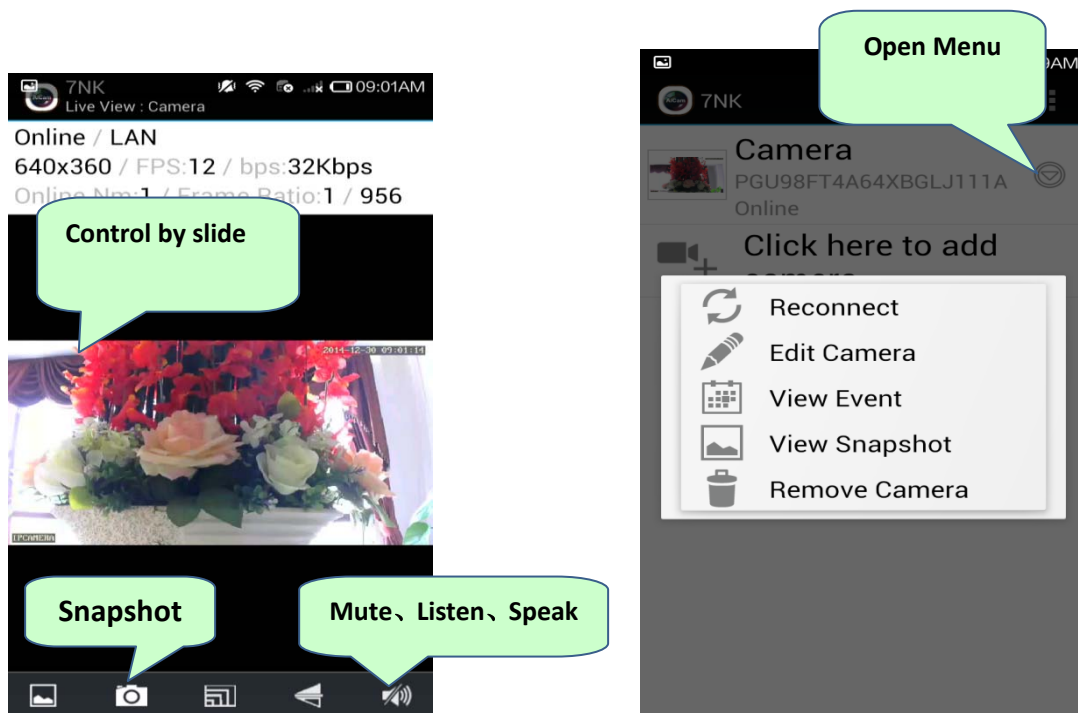 7NK
09:01AM
Live View : Camera
Online / LAN
640x360 / FPS:12 / bps:32Kbps
Online Nm:1 / Frame Ratio:1 / 956
Control by slide
2014-12-30 09:01:14
IPCAMERA
Snapshot
Mute、Listen、Speak
Open Menu
9AM
7NK
Camera
PGU98FT4A64XBGLJ111A
Online
Click here to add
camera
Reconnect
Edit Camera
View Event
View Snapshot
Remove Camera